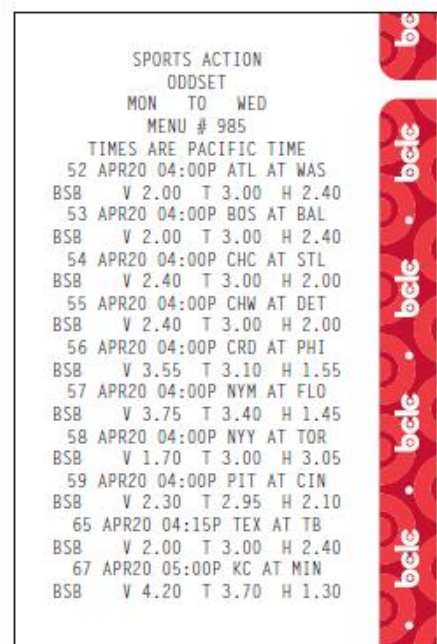 SPORTS ACTION
ODDSET
MON TO WED
MENU # 985
TIMES ARE PACIFIC TIME
52 APR20 04:00P ATL AT WAS
BSB V 2.00 T 3.00 H 2.40
53 APR20 04:00P BOS AT BAL
BSB V 2.00 T 3.00 H 2.40
54 APR20 04:00P CHC AT STL
BSB V 2.40 T 3.00 H 2.00
55 APR20 04:00P CHW AT DET
BSB V 2.40 T 3.00 H 2.00
56 APR20 04:00P CRD AT PHI
BSB V 3.55 T 3.10 H 1.55
57 APR20 04:00P NYM AT FLO
BSB V 3.75 T 3.40 H 1.45
58 APR20 04:00P NYY AT TOR
BSB V 1.70 T 3.00 H 3.05
59 APR20 04:00P PIT AT CIN
BSB V 2.30 T 2.95 H 2.10
65 APR20 04:15P TEX AT TB
BSB V 2.00 T 3.00 H 2.40
67 APR20 05:00P KC AT MIN
BSB V 4.20 T 3.70 H 1.30
bc
bclc
bclc
bclc
bclc